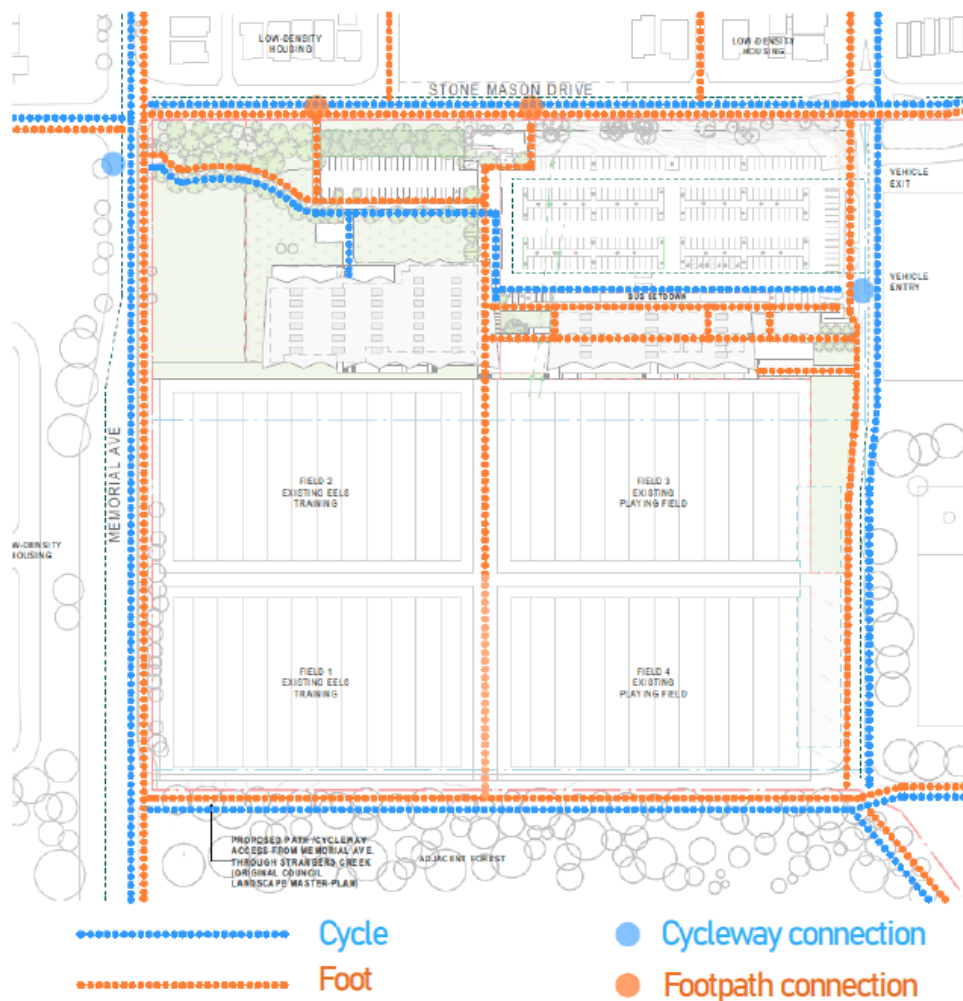 LOW-DENSITY
HOUSING
LOW-DENSITY
HOUSING
STONE MASON DRIVE
VEHICLE
EXIT
VEHICLE
ENTRY
BUS SETDOWN
MEMORIAL AVE
FIELD 2
EXISTING EELS
TRAINING
FIELD 3
EXISTING
PLAYING FIELD
W-DENSITY
HOUSING
FIELD 1
EXISTING EELS
TRAINING
FIELD 4
EXISTING
PLAYING FIELD
PROPOSED PATH/CYCLEWAY
ACCESS FROM MEMORIAL AVE.
THROUGH STRANGERS CREEK
(ORIGINAL COUNCIL
LANDSCAPE MASTER-PLAN)
ADJACENT FOREST
Cycle
Cycleway connection
Foot
Footpath connection